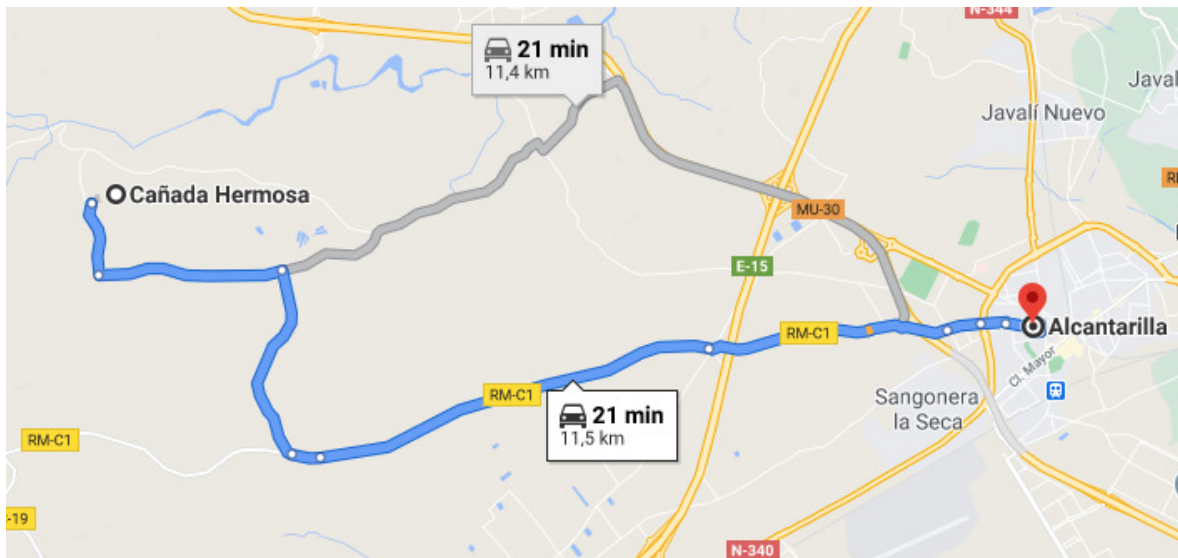 N-344
21 min
11,4 km
Javalí Nuevo
Cañada Hermosa
MU-30
E-15
RM-C1
Alcantarilla
Cl. Mayor
RM-C1
21 min
11,5 km
Sangonera
la Seca
RM-C1
-19
N-340